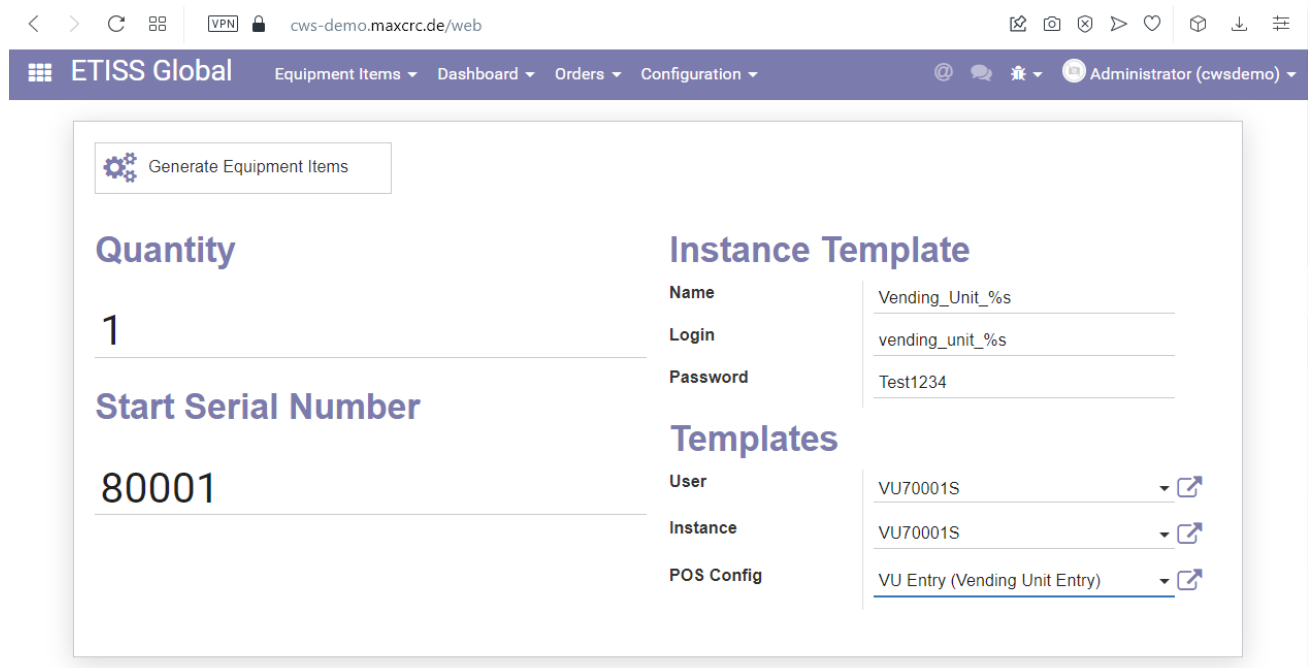 VPN cws-demo.maxcrc.de/web
ETISS Global Equipment Items Dashboard Orders Configuration @ Administrator (cwsdemo)
Generate Equipment Items
Quantity
1
Start Serial Number
80001
Instance Template
Name Vending_Unit_%s
Login vending_unit_%s
Password Test1234
Templates
User VU70001S
Instance VU70001S
POS Config VU Entry (Vending Unit Entry)